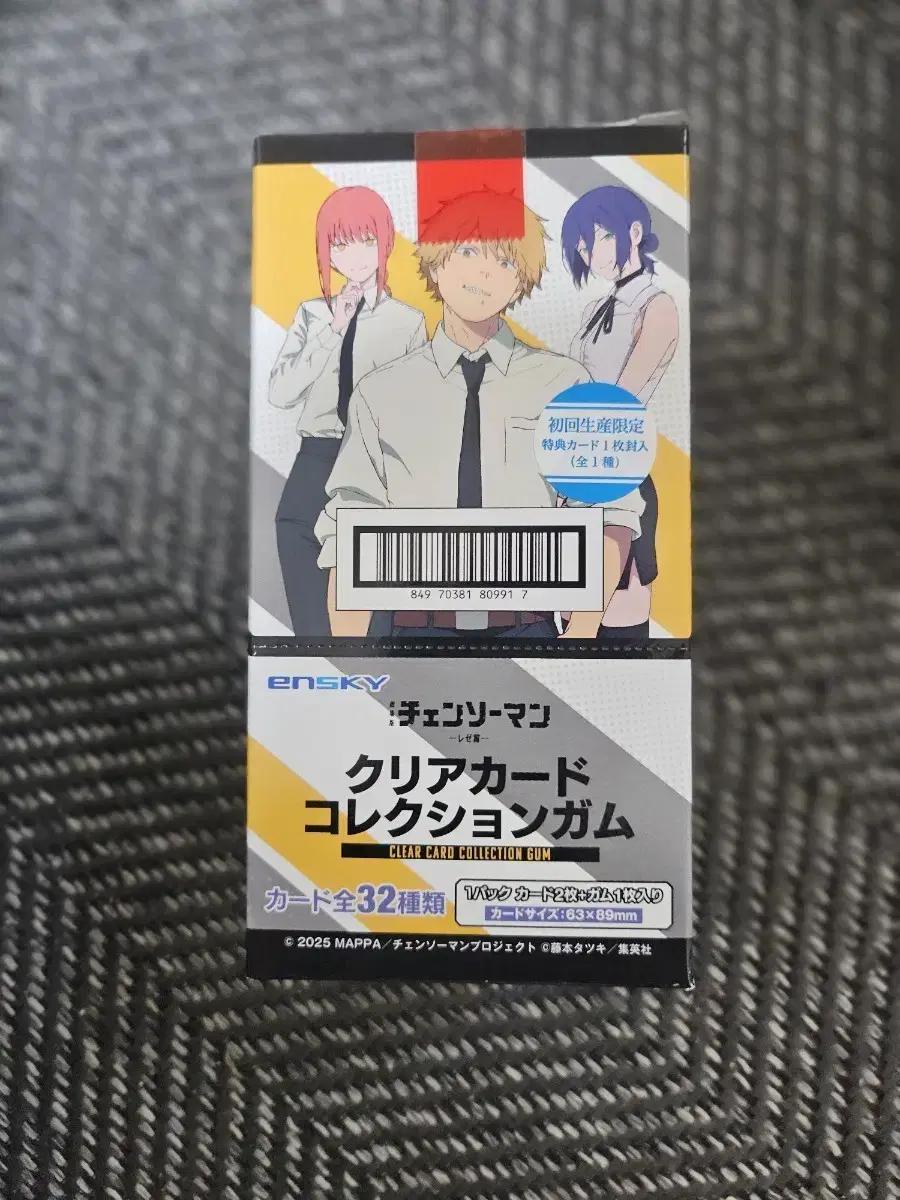 初回生産限定
特典カード1枚封入
(全1種)
849 70381 80991 7
ensky
劇場版 チェンソーマン
―レゼ篇―
クリアカード
コレクションガム
CLEAR CARD COLLECTION GUM
カード全32種類
1パック カード2枚+ガム1枚入り
カードサイズ:63×89mm
© 2025 MAPPA/チェンソーマンプロジェクト ©藤本タツキ/集英社